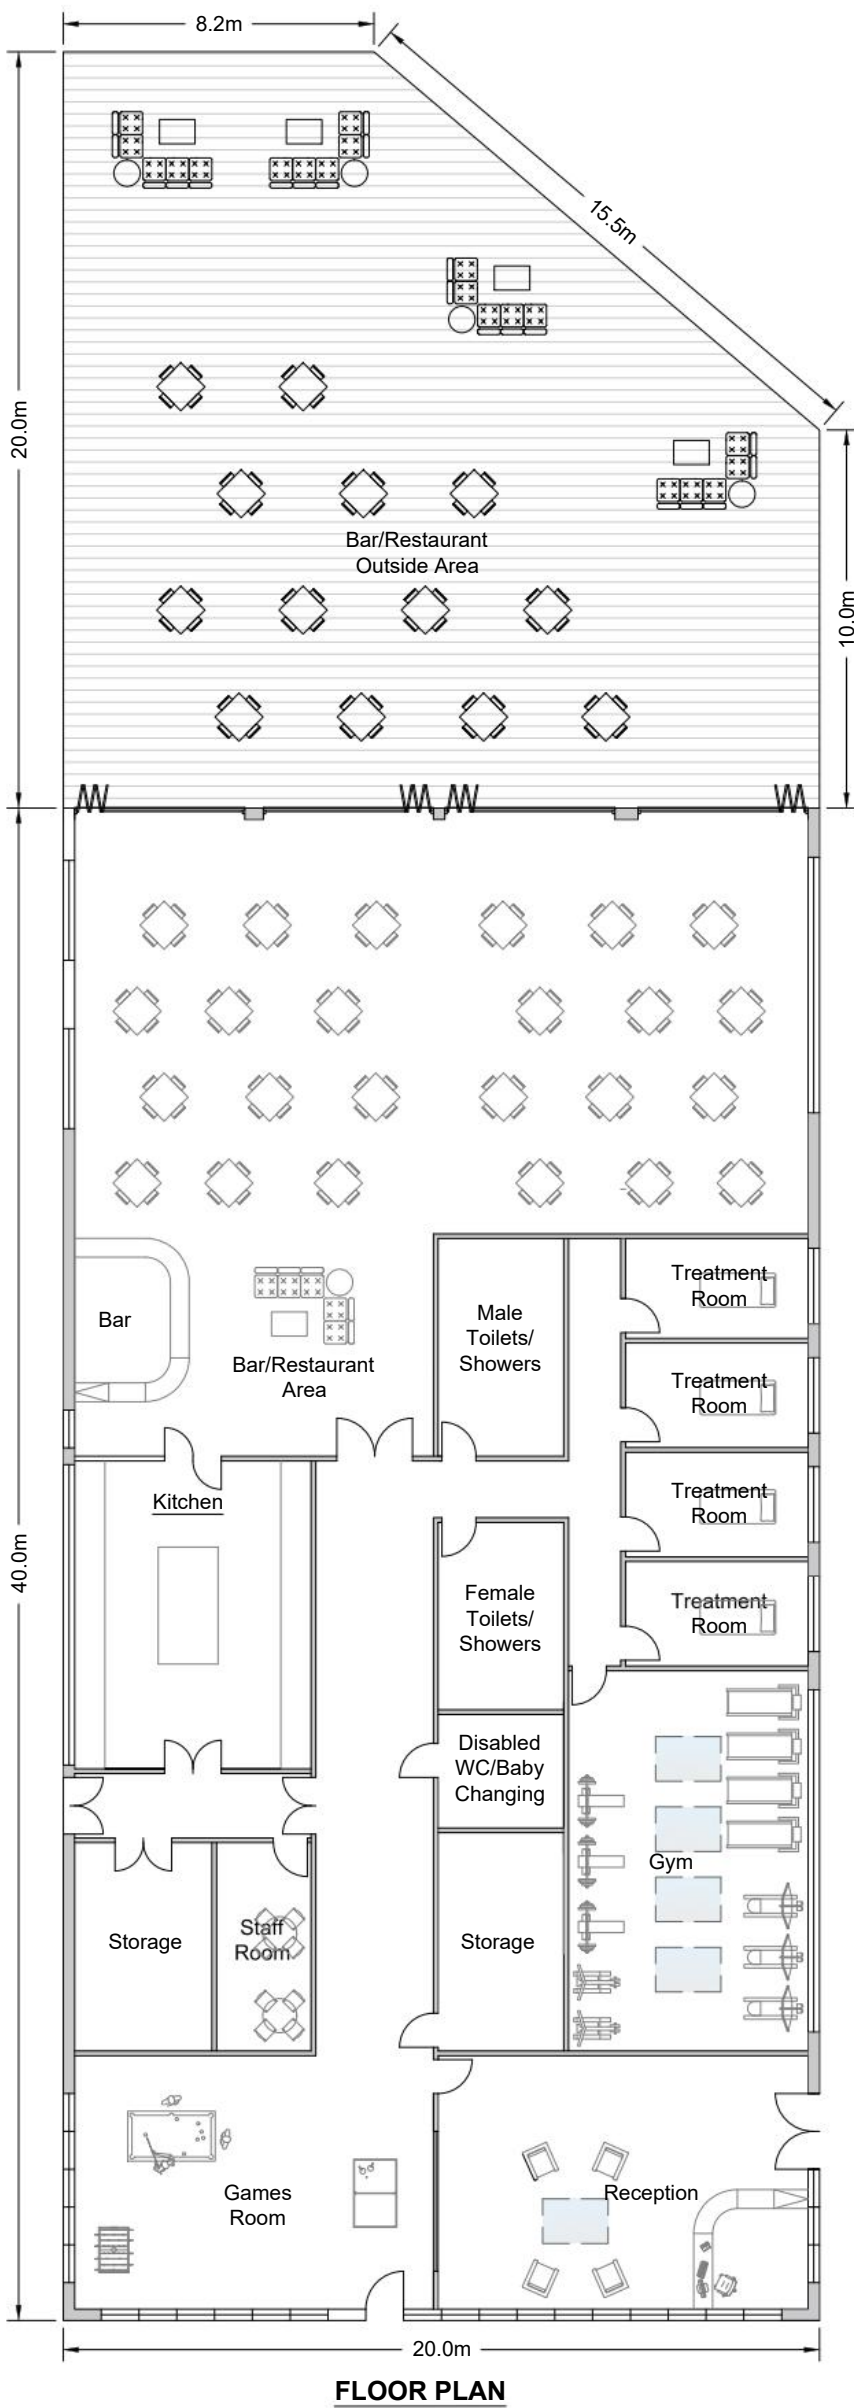 8.2m
15.5m
20.0m
Bar/Restaurant
Outside Area
10.0m
Treatment
Room
Male
Toilets/
Showers
Bar
Bar/Restaurant
Area
Treatment
Room
Kitchen
Treatment
Room
40.0m
Female
Toilets/
Showers
Treatment
Room
Disabled
WC/Baby
Changing
Gym
Storage
Staff
Room
Storage
Games
Room
Reception
20.0m
FLOOR PLAN